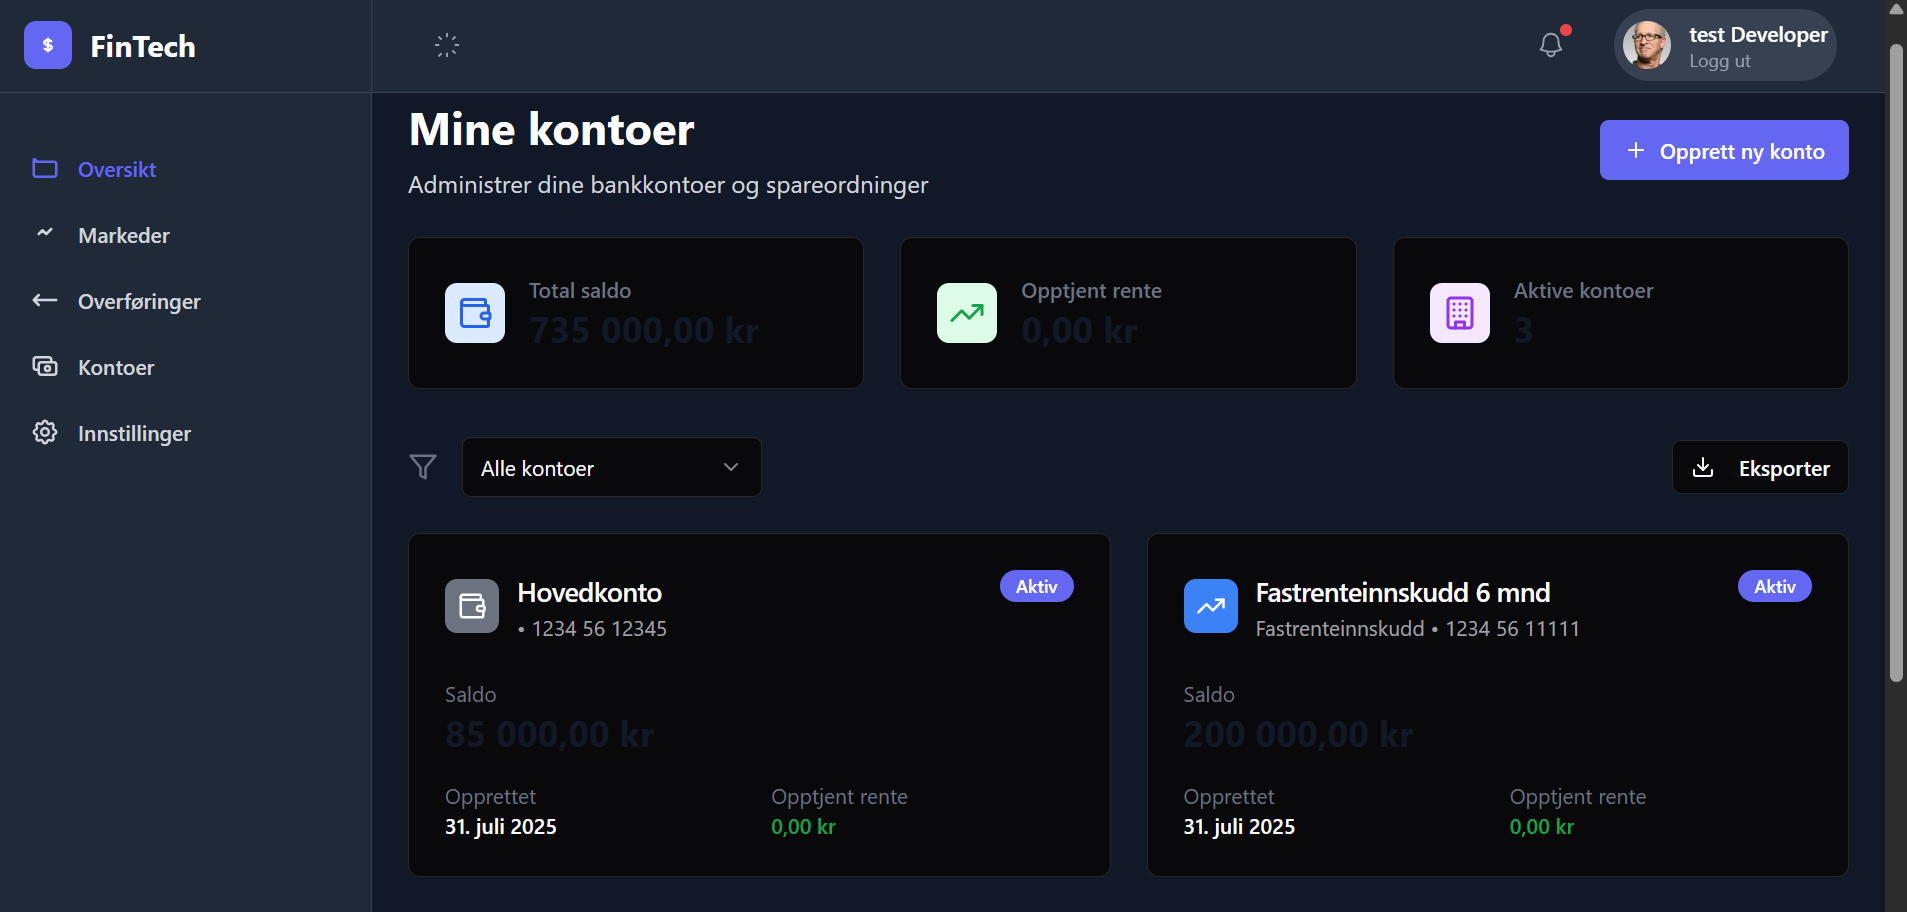 $ FinTech
test Developer
Logg ut
Oversikt
Markeder
Overføringer
Kontoer
Innstillinger
Mine kontoer
Administrer dine bankkontoer og spareordninger
+ Opprett ny konto
Total saldo
735 000,00 kr
Opptjent rente
0,00 kr
Aktive kontoer
3
Alle kontoer
Eksporter
Hovedkonto
• 1234 56 12345
Aktiv
Saldo
85 000,00 kr
Opprettet
31. juli 2025
Opptjent rente
0,00 kr
Fastrenteinnskudd 6 mnd
Fastrenteinnskudd • 1234 56 11111
Aktiv
Saldo
200 000,00 kr
Opprettet
31. juli 2025
Opptjent rente
0,00 kr